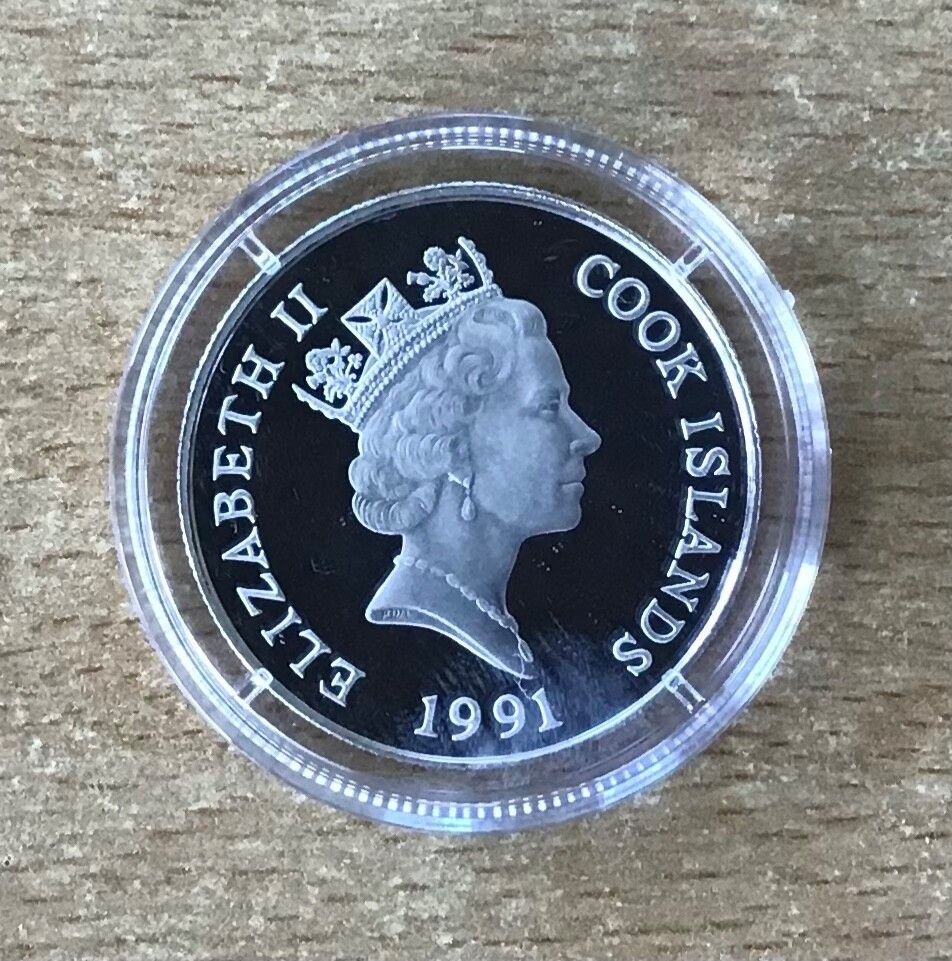 ELIZABETH II
COOK ISLANDS
1991